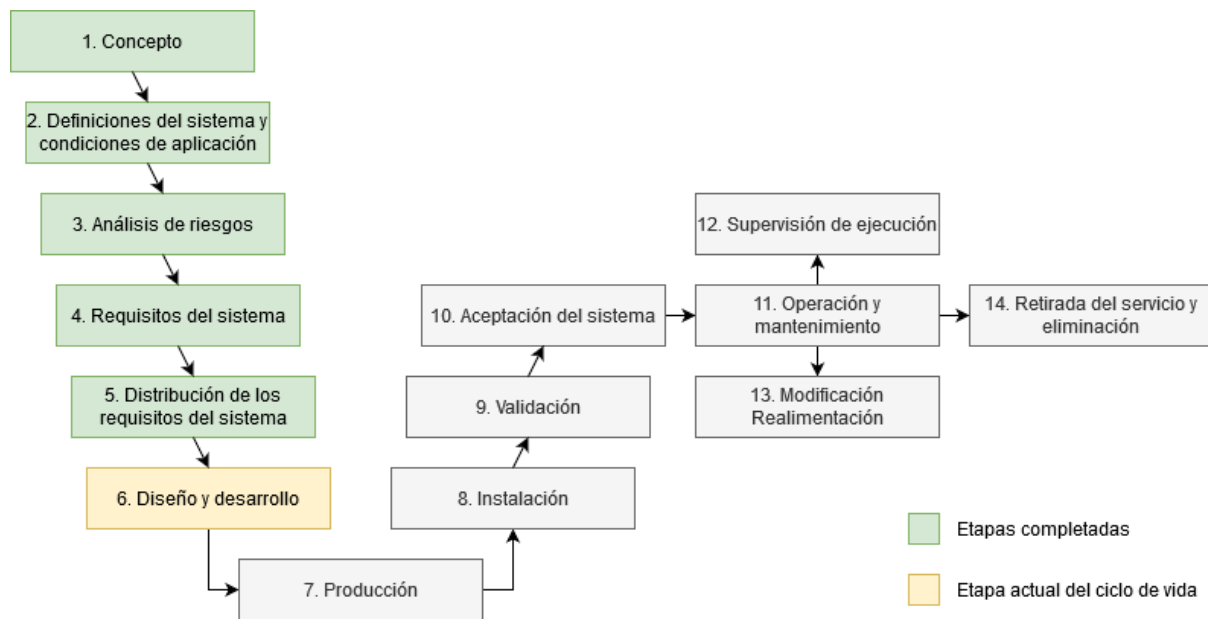 1. Concepto
2. Definiciones del sistema y
condiciones de aplicación
3. Análisis de riesgos
4. Requisitos del sistema
5. Distribución de los
requisitos del sistema
6. Diseño y desarrollo
7. Producción
8. Instalación
9. Validación
10. Aceptación del sistema
11. Operación y
mantenimiento
12. Supervisión de ejecución
13. Modificación
Realimentación
14. Retirada del servicio y
eliminación
Etapas completadas
Etapa actual del ciclo de vida